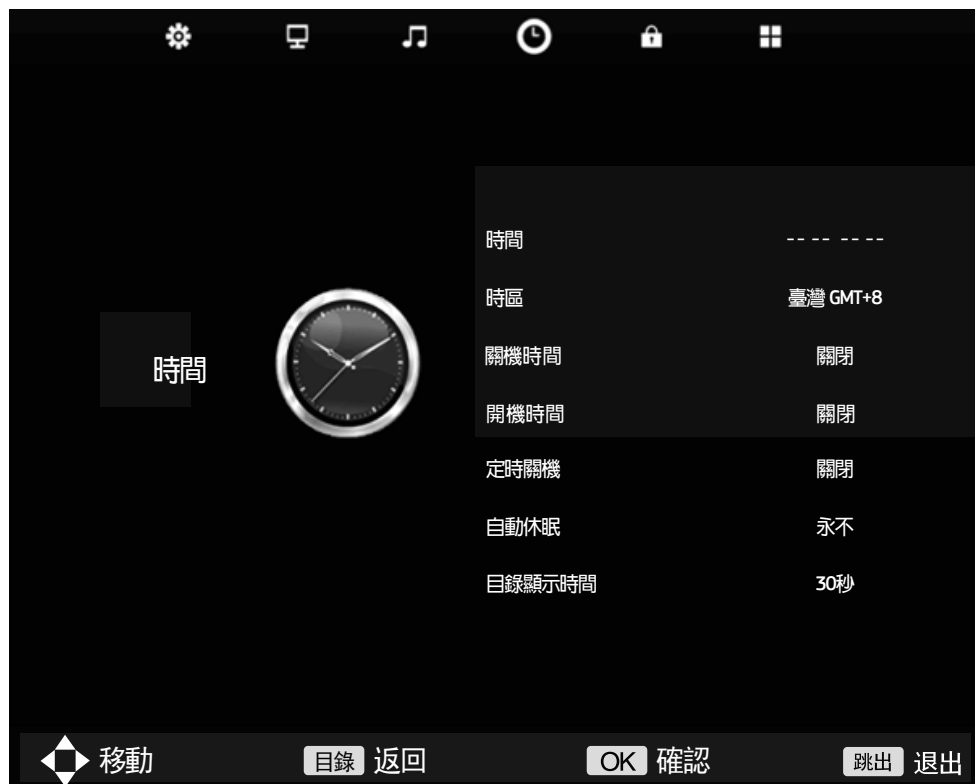 時間 -- -- -- --
時區 臺灣 GMT+8
關機時間 關閉
時間
開機時間 關閉
定時關機 關閉
自動休眠 永不
目錄顯示時間 30秒
移動 目錄 返回 OK 確認 跳出 退出